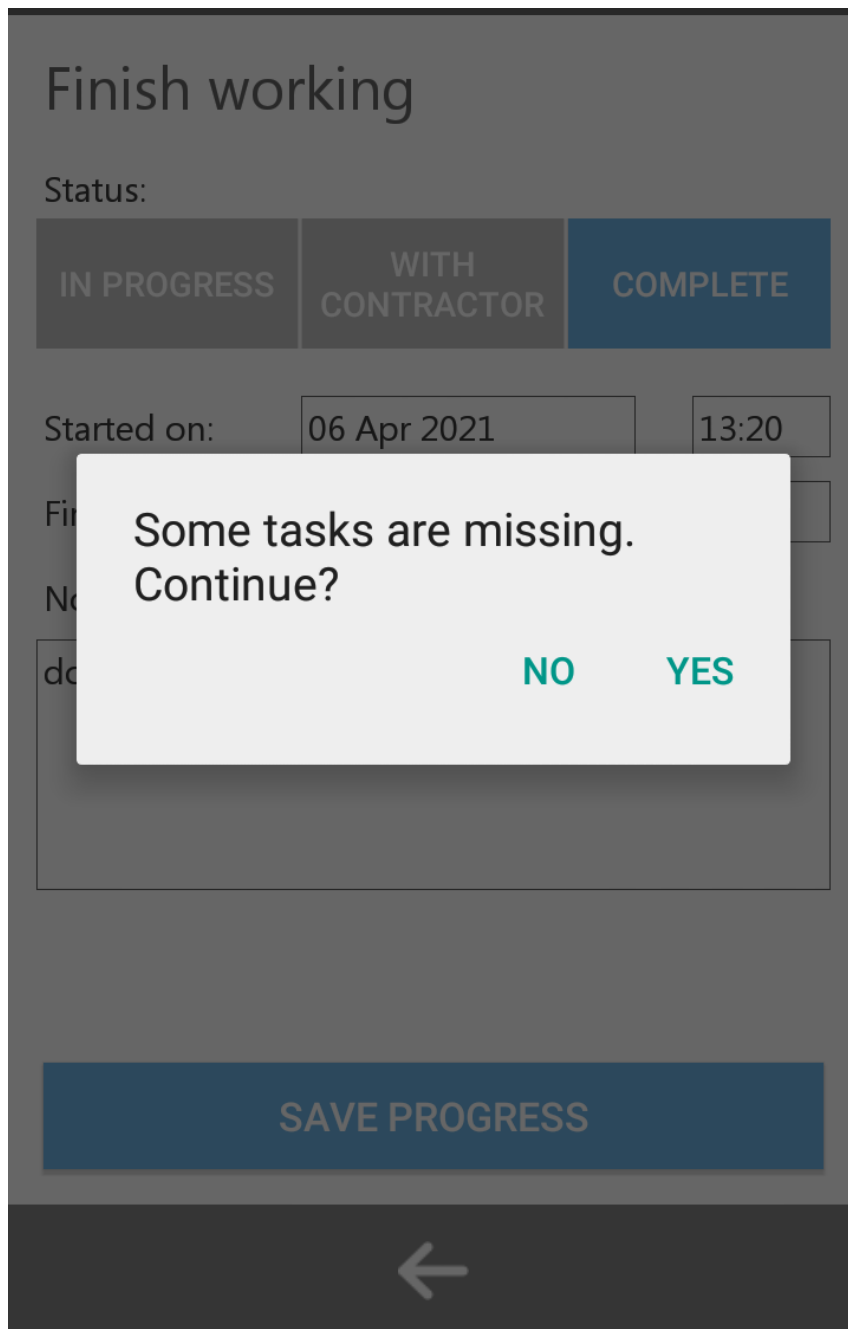 Finish working
Status:
IN PROGRESS
WITH
CONTRACTOR
COMPLETE
Started on:
06 Apr 2021
13:20
Some tasks are missing.
Continue?
NO
YES
SAVE PROGRESS